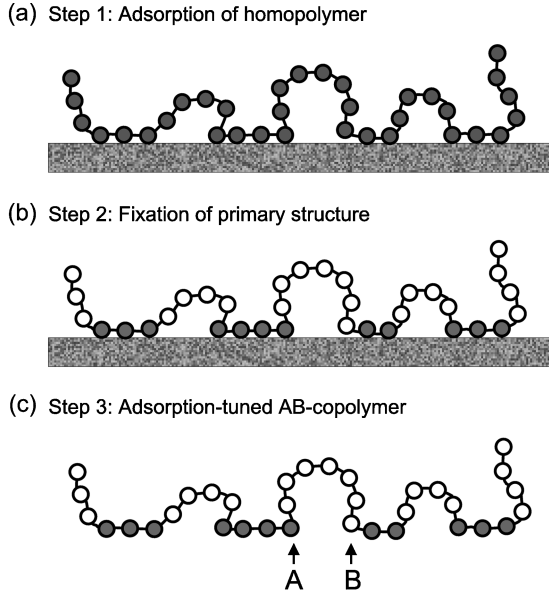 (a) Step 1: Adsorption of homopolymer
(b) Step 2: Fixation of primary structure
(c) Step 3: Adsorption-tuned AB-copolymer
A B